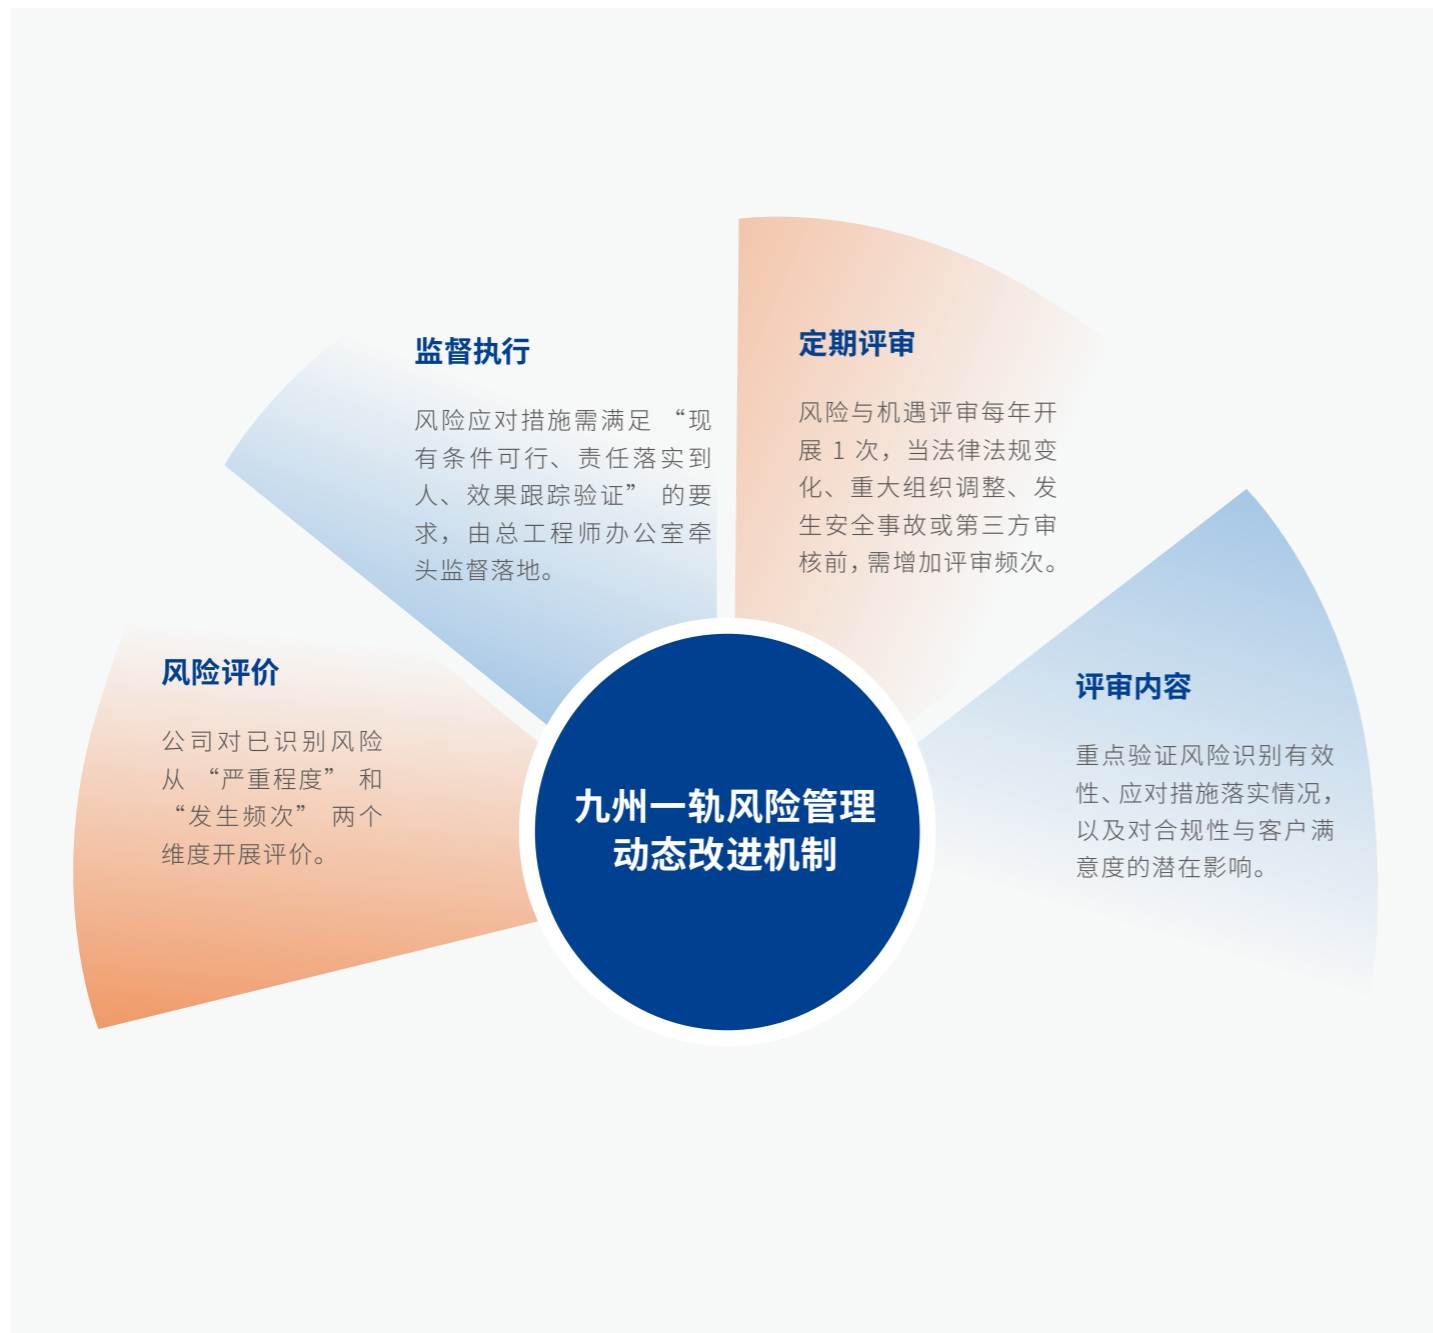 监督执行
风险应对措施需满足 “现
有条件可行、责任落实到
人、效果跟踪验证” 的要
求，由总工程师办公室牵
头监督落地。
定期评审
风险与机遇评审每年开
展 1 次，当法律法规变
化、重大组织调整、发
生安全事故或第三方审
核前，需增加评审频次。
风险评价
公司对已识别风险
从 “严重程度” 和
“发生频次” 两个
维度开展评价。
评审内容
重点验证风险识别有效
性、应对措施落实情况，
以及对合规性与客户满
意度的潜在影响。
九州一轨风险管理
动态改进机制